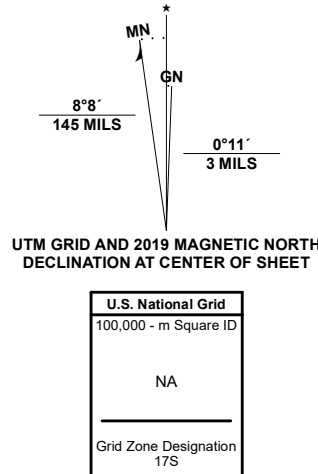 ★
MN
GN
8°8´
145 MILS
0°11´
3 MILS
UTM GRID AND 2019 MAGNETIC NORTH
DECLINATION AT CENTER OF SHEET
U.S. National Grid
100,000 - m Square ID
NA
Grid Zone Designation
17S